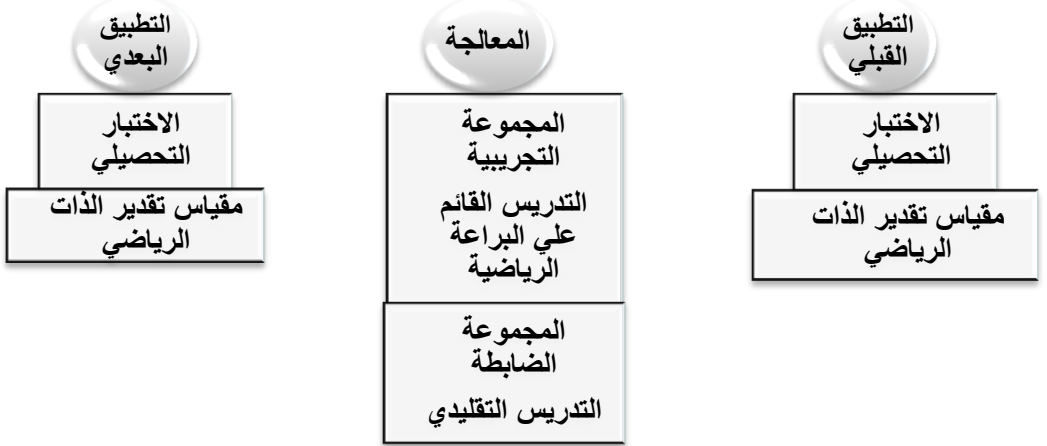 التطبيق
القبلي
الاختبار
التحصيلي
مقياس تقدير الذات
الرياضي
المعالجة
المجموعة
التجريبية
التدريس القائم
علي البراعة
الرياضية
المجموعة
الضابطة
التدريس التقليدي
التطبيق
البعدي
الاختبار
التحصيلي
مقياس تقدير الذات
الرياضي